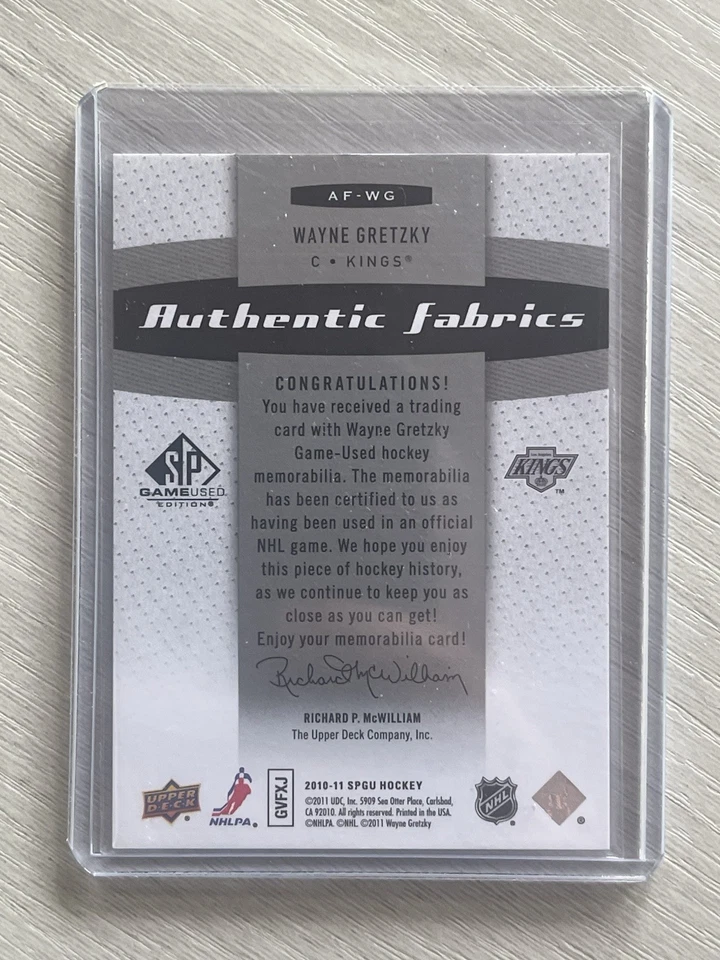 AF-WG
WAYNE GRETZKY
C • KINGS®
Authentic fabrics
CONGRATULATIONS!
You have received a trading
card with Wayne Gretzky
Game-Used hockey
memorabilia. The memorabilia
has been certified to us as
having been used in an official
NHL game. We hope you enjoy
this piece of hockey history,
as we continue to keep you as
close as you can get!
Enjoy your memorabilia card!
SP
GAMEUSED
EDITION®
KINGS
™
Richard McWilliam
RICHARD P. McWILLIAM
The Upper Deck Company, Inc.
UPPER
DECK®
NHLPA®
GVFXJ
2010-11 SPGU HOCKEY
©2011 UDC, Inc. 5909 Sea Otter Place, Carlsbad,
CA 92010. All rights reserved. Printed in the USA.
©NHLPA. ©NHL. ©2011 Wayne Gretzky
NHL®
®